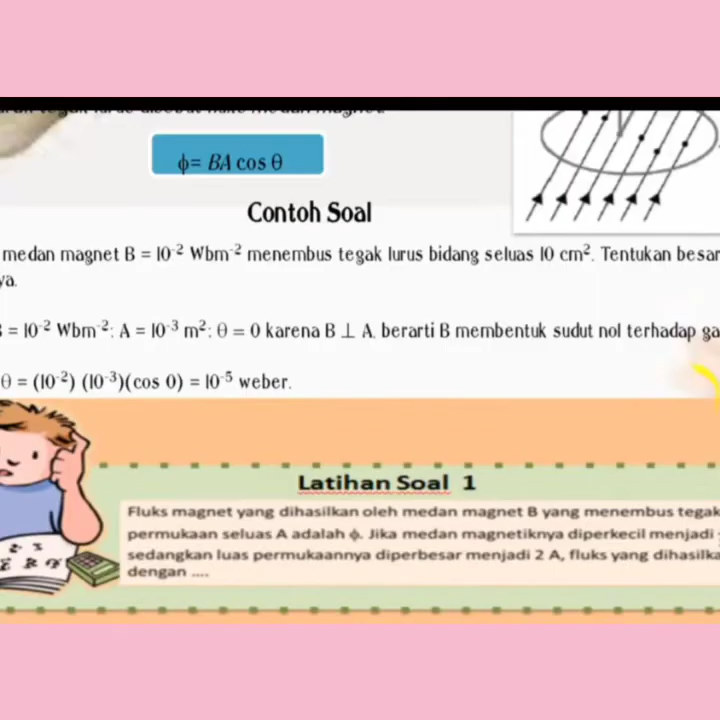 ϕ= BA cos θ
Contoh Soal
medan magnet B = 10⁻² Wbm⁻² menembus tegak lurus bidang seluas 10 cm². Tentukan besar
ya.
= 10⁻² Wbm⁻²; A = 10⁻³ m²; θ = 0 karena B ⊥ A, berarti B membentuk sudut nol terhadap ga
θ = (10⁻²) (10⁻³)(cos 0) = 10⁻⁵ weber.
Latihan Soal 1
Fluks magnet yang dihasilkan oleh medan magnet B yang menembus tegak
permukaan seluas A adalah ϕ. Jika medan magnetiknya diperkecil menjadi
sedangkan luas permukaannya diperbesar menjadi 2 A, fluks yang dihasilka
dengan ....